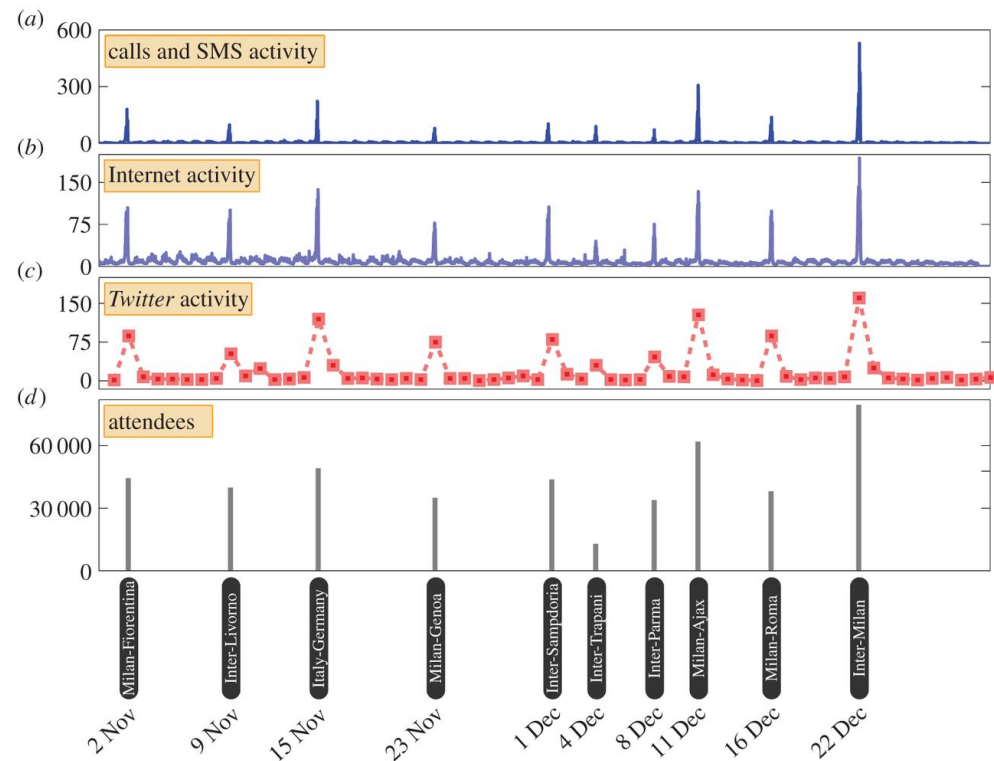 (a)
600
300
0
calls and SMS activity
(b)
150
75
0
Internet activity
(c)
150
75
0
Twitter activity
(d)
60 000
30 000
0
attendees
Milan-Fiorentina
Inter-Livorno
Italy-Germany
Milan-Genoa
Inter-Sampdoria
Inter-Trapani
Inter-Parma
Milan-Ajax
Milan-Roma
Inter-Milan
2 Nov
9 Nov
15 Nov
23 Nov
1 Dec
4 Dec
8 Dec
11 Dec
16 Dec
22 Dec